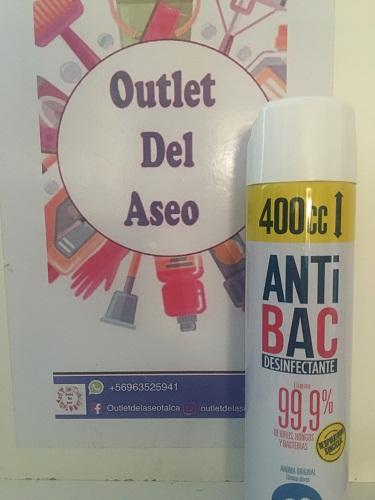 Outlet
Del
Aseo
+56963525941
Outletdelaseotalca
outletdelase
400cc
ANTi
BAC
DESINFECTANTE
Elimina
99,9%
DE VIRUS, HONGOS
Y BACTERIAS
AROMA ORIGINAL